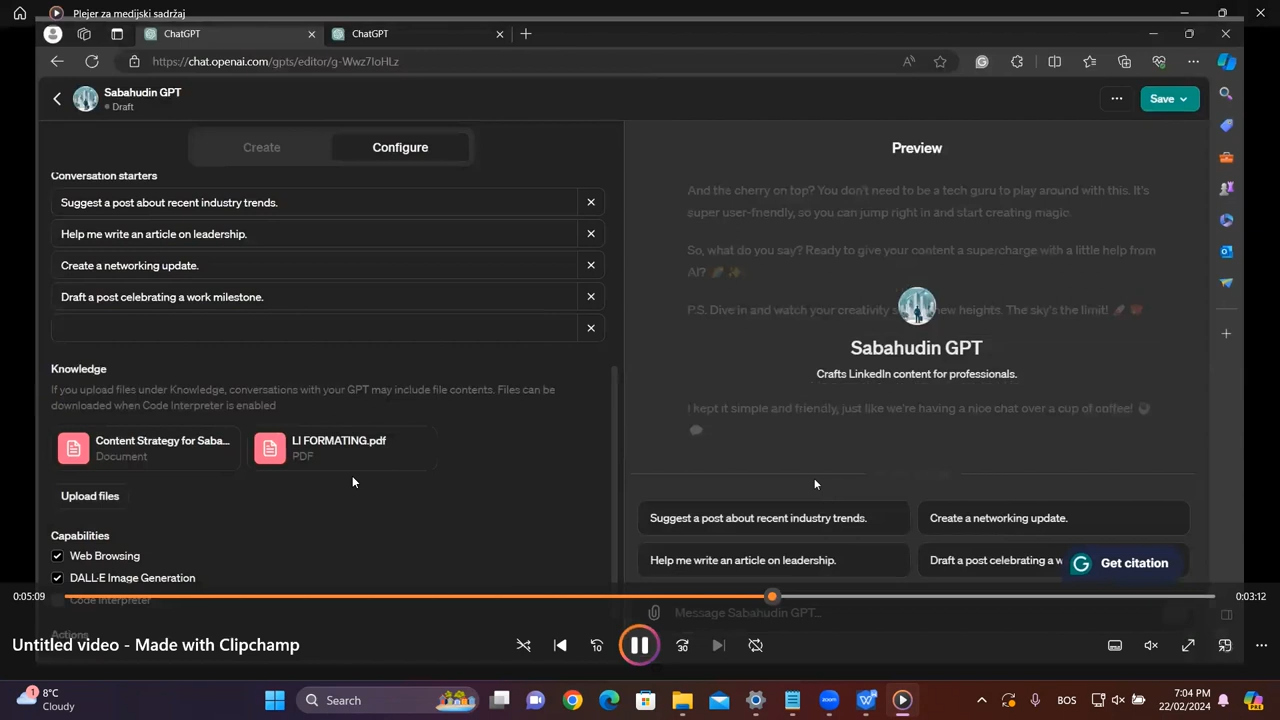 Plejer za medijski sadržaj
ChatGPT
ChatGPT
https://chat.openai.com/gpts/editor/g-Wwz7IoHLz
Sabahudin GPT
Draft
Save
Create
Configure
Preview
Conversation starters
Suggest a post about recent industry trends.
Help me write an article on leadership.
Create a networking update.
Draft a post celebrating a work milestone.
Knowledge
If you upload files under Knowledge, conversations with your GPT may include file contents. Files can be
downloaded when Code Interpreter is enabled
Content Strategy for Saba...
Document
LI FORMATING.pdf
PDF
Upload files
Capabilities
Web Browsing
DALL·E Image Generation
Code Interpreter
Actions
And the cherry on top? You don't need to be a tech guru to play around with this. It's
super user-friendly, so you can jump right in and start creating magic.
So, what do you say? Ready to give your content a supercharge with a little help from
AI?
P.S. Dive in and watch your creativity new heights. The sky's the limit!
Sabahudin GPT
Crafts LinkedIn content for professionals.
I kept it simple and friendly, just like we're having a nice chat over a cup of coffee!
Suggest a post about recent industry trends.
Create a networking update.
Help me write an article on leadership.
Draft a post celebrating a w
Get citation
Message Sabahudin GPT...
0:05:09
0:03:12
Untitled video - Made with Clipchamp
10
30
1
8°C
Cloudy
Search
zoom
BOS
7:04 PM
22/02/2024